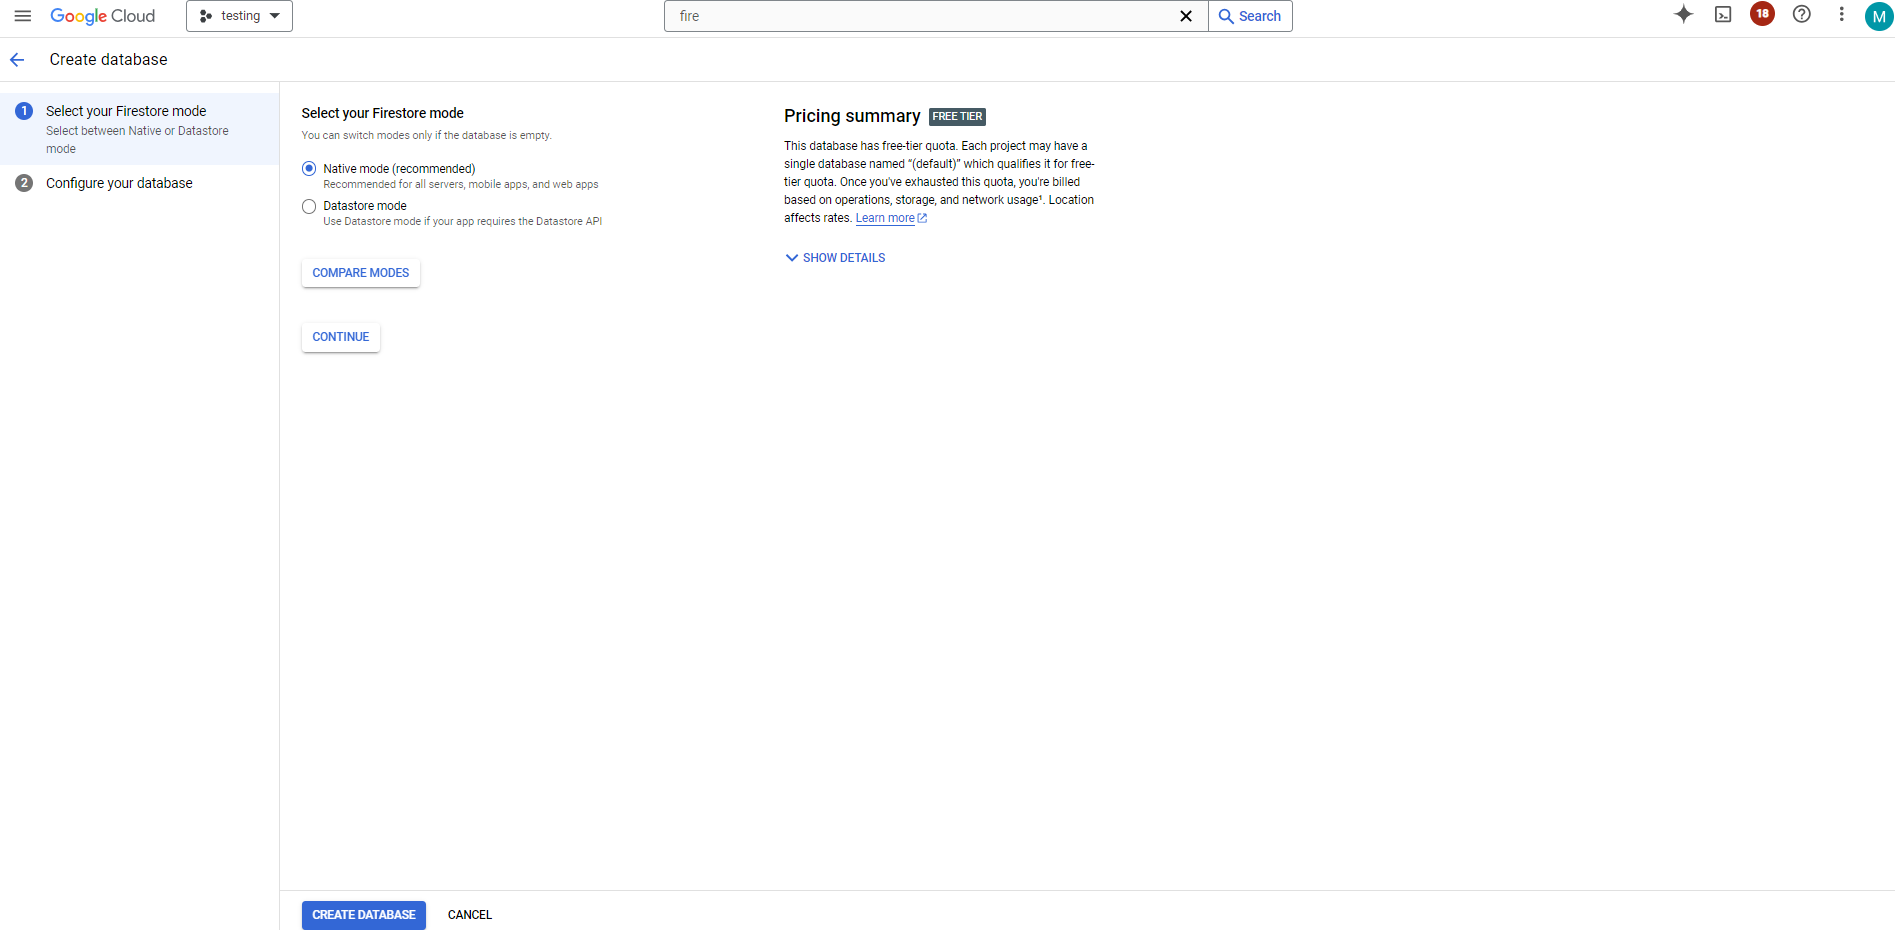 Google Cloud
testing
fire
Search
18
M
Create database
1
Select your Firestore mode
Select between Native or Datastore
mode
2
Configure your database
Select your Firestore mode
You can switch modes only if the database is empty.
Native mode (recommended)
Recommended for all servers, mobile apps, and web apps
Datastore mode
Use Datastore mode if your app requires the Datastore API
COMPARE MODES
CONTINUE
Pricing summary FREE TIER
This database has free-tier quota. Each project may have a
single database named “(default)” which qualifies it for free-
tier quota. Once you've exhausted this quota, you're billed
based on operations, storage, and network usage¹. Location
affects rates. Learn more
SHOW DETAILS
CREATE DATABASE
CANCEL